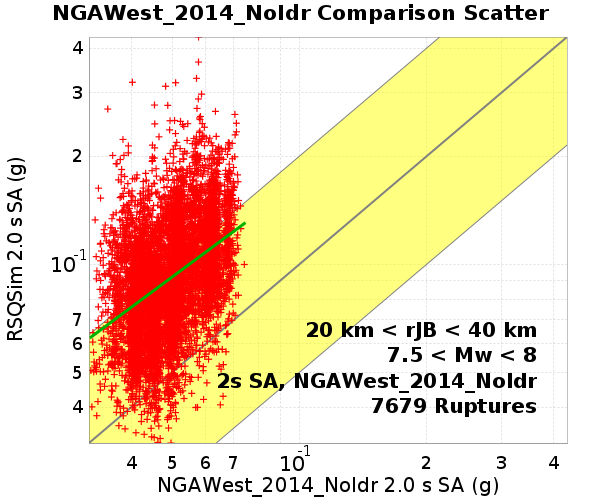 NGAWest_2014_NoIdr Comparison Scatter
RSQSim 2.0 s SA (g)
4
3
2
10⁻¹
7
6
5
4
20 km < rJB < 40 km
7.5 < Mw < 8
2s SA, NGAWest_2014_NoIdr
7679 Ruptures
4 5 6 7 10⁻¹ 2 3 4
NGAWest_2014_NoIdr 2.0 s SA (g)